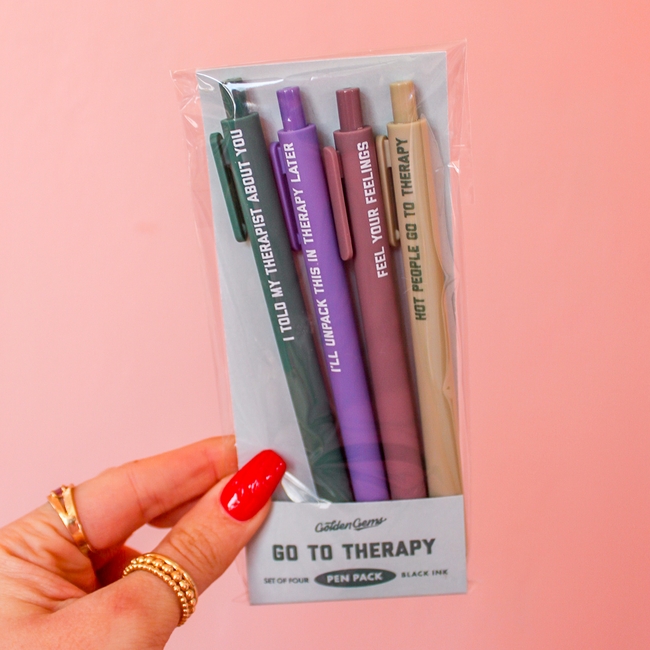 I TOLD MY THERAPIST ABOUT YOU
I'LL UNPACK THIS IN THERAPY LATER
FEEL YOUR FEELINGS
HOT PEOPLE GO TO THERAPY
Golden Gems
GO TO THERAPY
SET OF FOUR PEN PACK BLACK INK